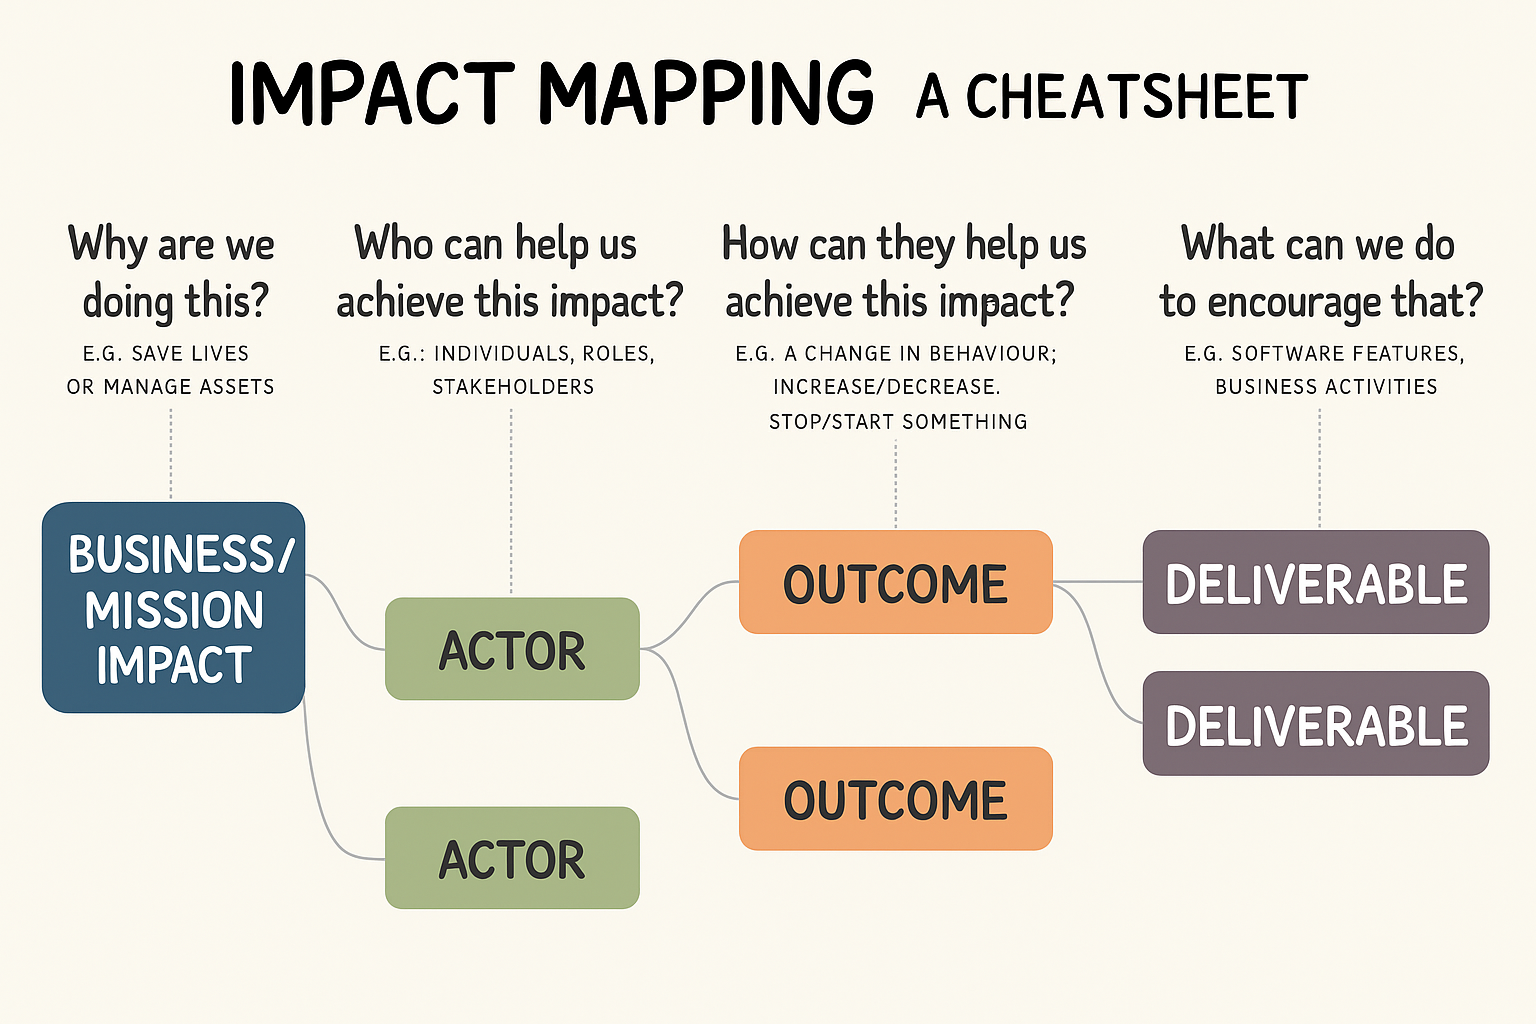 IMPACT MAPPING A CHEATSHEET
Why are we
doing this?
E.G. SAVE LIVES
OR MANAGE ASSETS
Who can help us
achieve this impact?
E.G.: INDIVIDUALS, ROLES,
STAKEHOLDERS
How can they help us
achieve this impact?
E.G. A CHANGE IN BEHAVIOUR;
INCREASE/DECREASE.
STOP/START SOMETHING
What can we do
to encourage that?
E.G. SOFTWARE FEATURES,
BUSINESS ACTIVITIES
BUSINESS/
MISSION
IMPACT
ACTOR
ACTOR
OUTCOME
OUTCOME
DELIVERABLE
DELIVERABLE